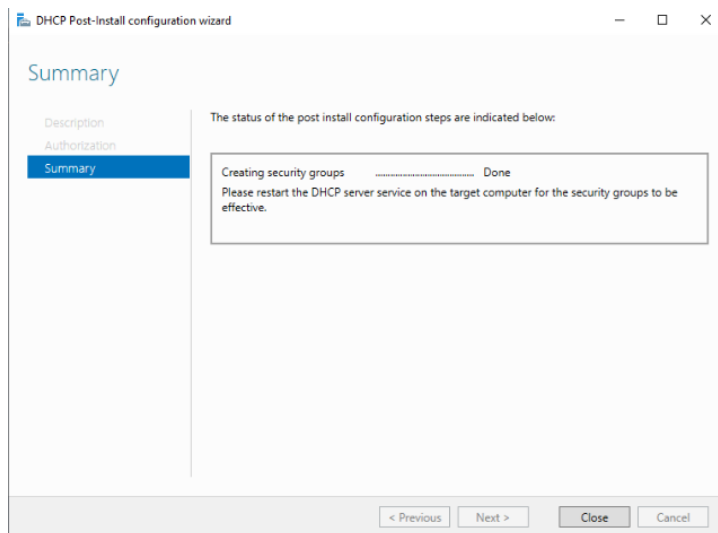 DHCP Post-Install configuration wizard
Summary
Description
Authorization
Summary
The status of the post install configuration steps are indicated below:
Creating security groups ..................................... Done
Please restart the DHCP server service on the target computer for the security groups to be
effective.
< Previous
Next >
Close
Cancel